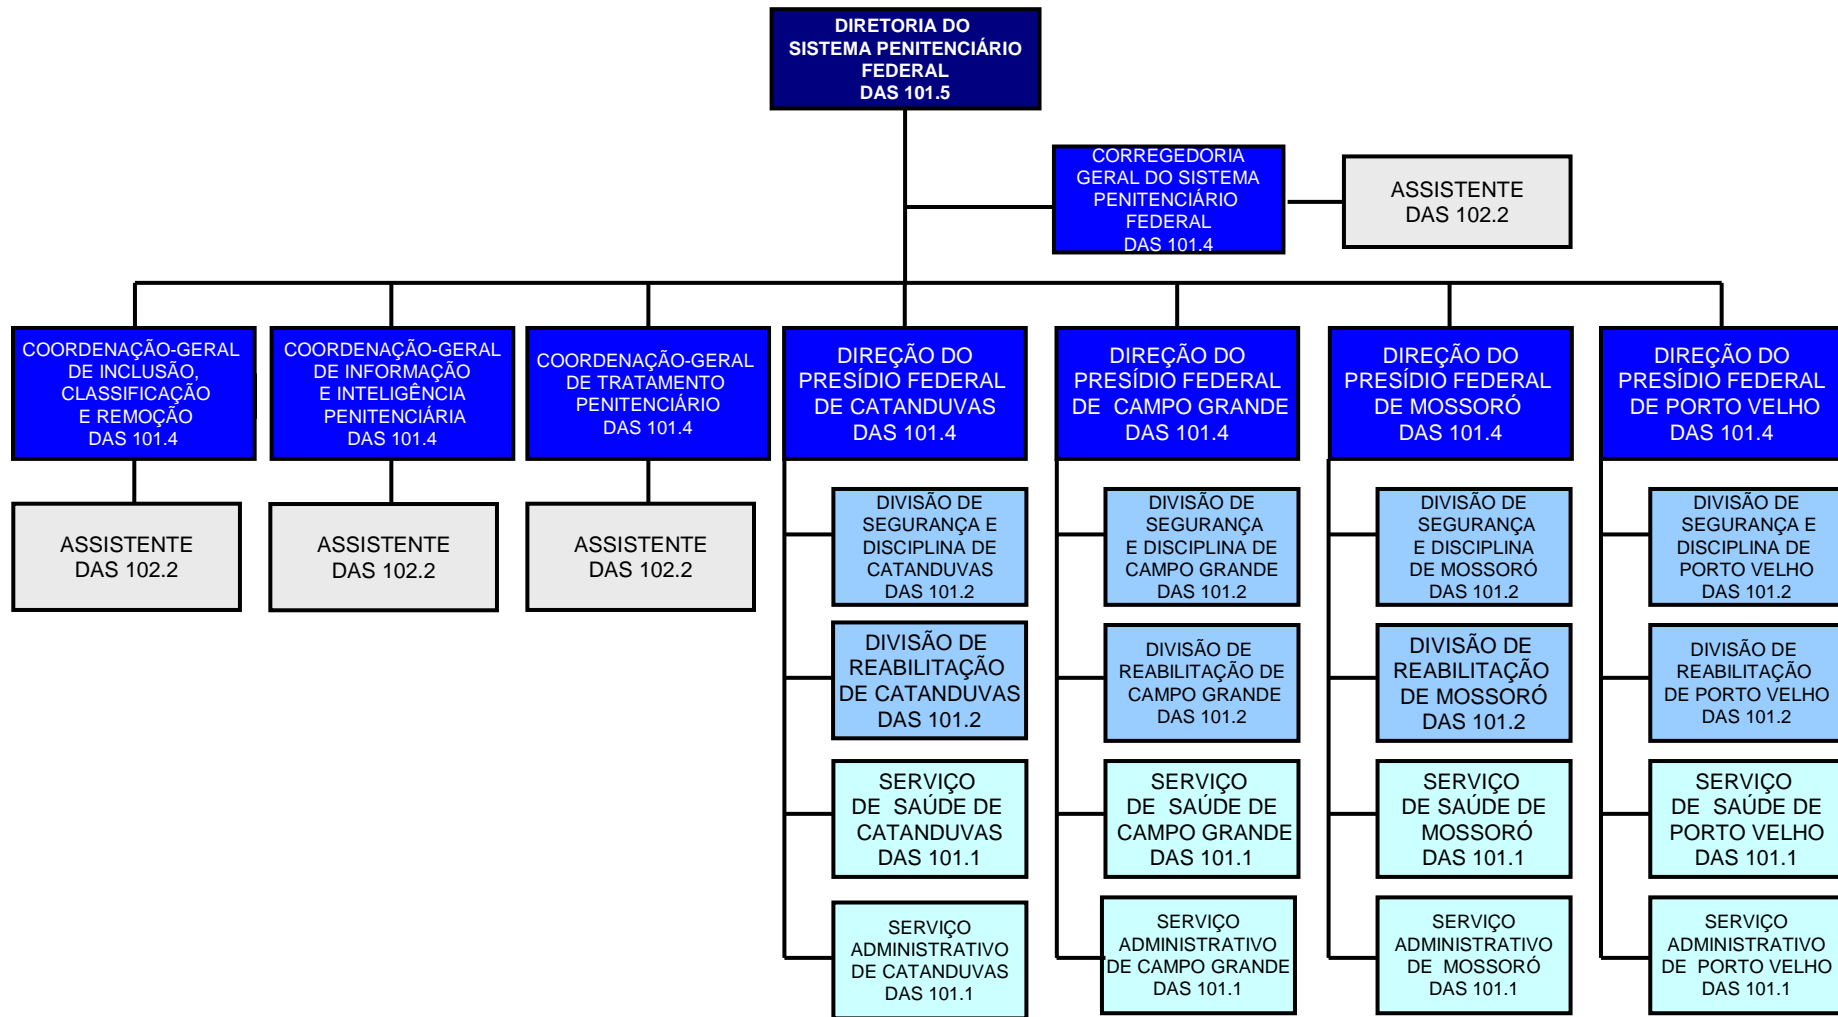 DIRETORIA DO
SISTEMA PENITENCIÁRIO
FEDERAL
DAS 101.5
CORREGEDORIA
GERAL DO SISTEMA
PENITENCIÁRIO
FEDERAL
DAS 101.4
ASSISTENTE
DAS 102.2
COORDENAÇÃO-GERAL
DE INCLUSÃO,
CLASSIFICAÇÃO
E REMOÇÃO
DAS 101.4
COORDENAÇÃO-GERAL
DE INFORMAÇÃO
E INTELIGÊNCIA
PENITENCIÁRIA
DAS 101.4
COORDENAÇÃO-GERAL
DE TRATAMENTO
PENITENCIÁRIO
DAS 101.4
DIREÇÃO DO
PRESÍDIO FEDERAL
DE CATANDUVAS
DAS 101.4
DIREÇÃO DO
PRESÍDIO FEDERAL
DE CAMPO GRANDE
DAS 101.4
DIREÇÃO DO
PRESÍDIO FEDERAL
DE MOSSORÓ
DAS 101.4
DIREÇÃO DO
PRESÍDIO FEDERAL
DE PORTO VELHO
DAS 101.4
ASSISTENTE
DAS 102.2
ASSISTENTE
DAS 102.2
ASSISTENTE
DAS 102.2
DIVISÃO DE
SEGURANÇA E
DISCIPLINA DE
CATANDUVAS
DAS 101.2
DIVISÃO DE
SEGURANÇA
E DISCIPLINA DE
CAMPO GRANDE
DAS 101.2
DIVISÃO DE
SEGURANÇA
E DISCIPLINA
DE MOSSORÓ
DAS 101.2
DIVISÃO DE
SEGURANÇA E
DISCIPLINA DE
PORTO VELHO
DAS 101.2
DIVISÃO DE
REABILITAÇÃO
DE CATANDUVAS
DAS 101.2
DIVISÃO DE
REABILITAÇÃO DE
CAMPO GRANDE
DAS 101.2
DIVISÃO DE
REABILITAÇÃO
DE MOSSORÓ
DAS 101.2
DIVISÃO DE
REABILITAÇÃO
DE PORTO VELHO
DAS 101.2
SERVIÇO
DE SAÚDE DE
CATANDUVAS
DAS 101.1
SERVIÇO
DE SAÚDE DE
CAMPO GRANDE
DAS 101.1
SERVIÇO
DE SAÚDE DE
MOSSORÓ
DAS 101.1
SERVIÇO
DE SAÚDE DE
PORTO VELHO
DAS 101.1
SERVIÇO
ADMINISTRATIVO
DE CATANDUVAS
DAS 101.1
SERVIÇO
ADMINISTRATIVO
DE CAMPO GRANDE
DAS 101.1
SERVIÇO
ADMINISTRATIVO
DE MOSSORÓ
DAS 101.1
SERVIÇO
ADMINISTRATIVO
DE PORTO VELHO
DAS 101.1